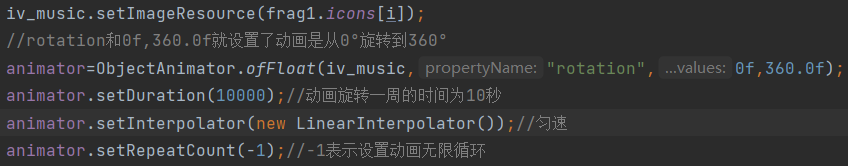 iv_music.setImageResource(frag1.icons[i]);
//rotation和0f,360.0f就设置了动画是从0°旋转到360°
animator=ObjectAnimator.ofFloat(iv_music, propertyName: "rotation", ...values: 0f,360.0f);
animator.setDuration(10000);//动画旋转一周的时间为10秒
animator.setInterpolator(new LinearInterpolator());//匀速
animator.setRepeatCount(-1);//-1表示设置动画无限循环